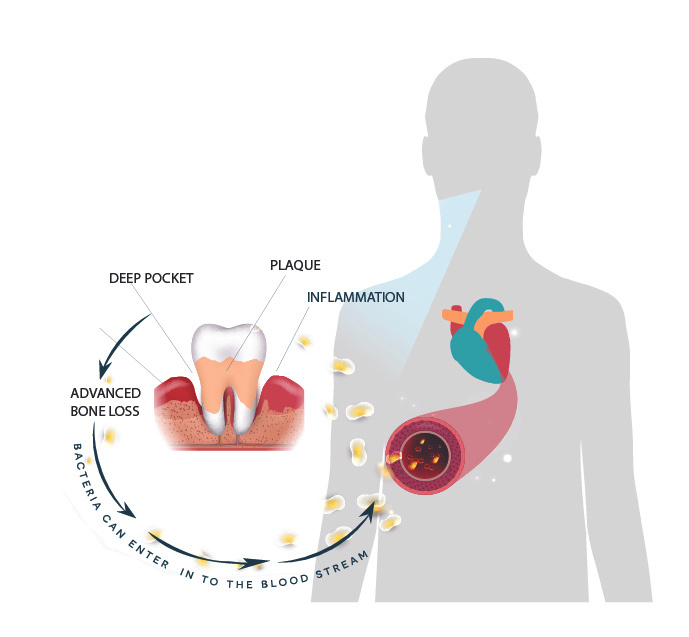 PLAQUE
DEEP POCKET
INFLAMMATION
ADVANCED
BONE LOSS
BACTERIA CAN ENTER IN TO THE BLOOD STREAM